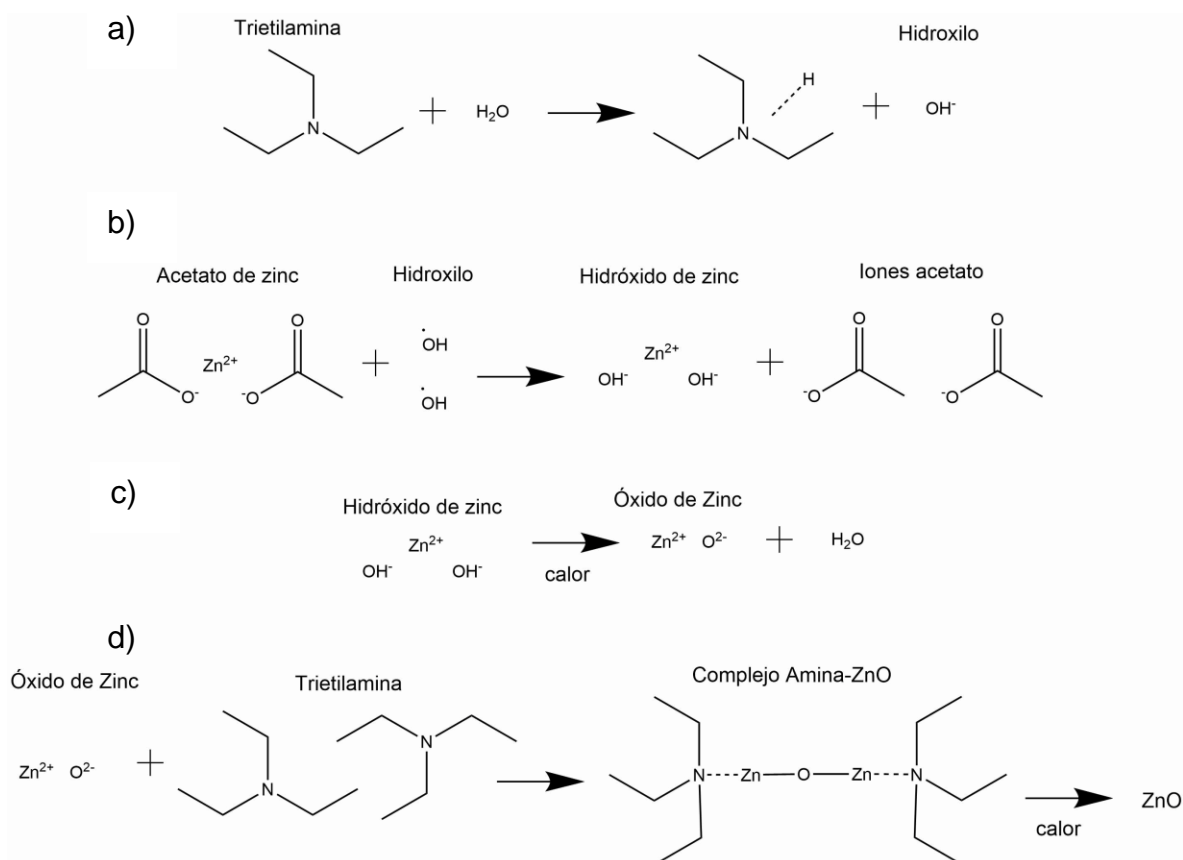 a)
Trietilamina
Hidroxilo
N + H₂O
N H + OH⁻
b)
Acetato de zinc
Hidroxilo
Hidróxido de zinc
Iones acetato
O O⁻ Zn²⁺ O ⁻O + ·OH ·OH
Zn²⁺ OH⁻ OH⁻ + O ⁻O O ⁻O
c)
Hidróxido de zinc
Óxido de Zinc
Zn²⁺ OH⁻ OH⁻
calor
Zn²⁺ O²⁻ + H₂O
d)
Óxido de Zinc
Trietilamina
Complejo Amina-ZnO
Zn²⁺ O²⁻ + N N
N Zn O Zn N
calor
ZnO